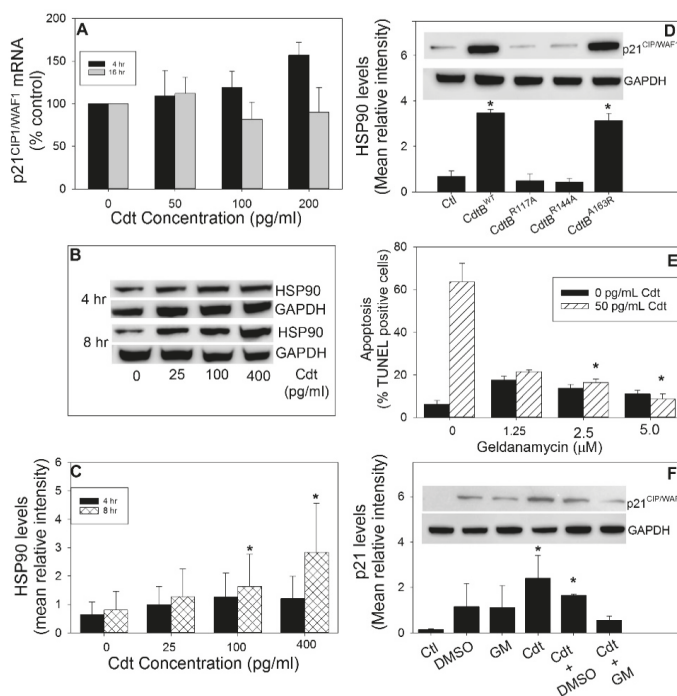 A
p21CIP1/WAF1 mRNA
(% control)
200
150
100
50
0
4 hr
16 hr
0 50 100 200
Cdt Concentration (pg/ml)
B
4 hr
8 hr
HSP90
GAPDH
HSP90
GAPDH
0 25 100 400
Cdt
(pg/ml)
C
HSP90 levels
(mean relative intensity)
6
5
4
3
2
1
0
4 hr
8 hr
*
*
0 25 100 400
Cdt Concentration (pg/ml)
D
p21CIP/WAF1
GAPDH
HSP90 levels
(Mean relative intensity)
6
4
2
0
*
*
Ctl
CdtBWT
CdtBR117A
CdtBR144A
CdtBA163R
E
Apoptosis
(% TUNEL positive cells)
80
60
40
20
0
0 pg/mL Cdt
50 pg/mL Cdt
*
*
0 1.25 2.5 5.0
Geldanamycin (μM)
F
p21CIP/WAF
GAPDH
p21 levels
(Mean relative intensity)
6
4
2
0
*
*
Ctl
DMSO
GM
Cdt
Cdt
+ DMSO
Cdt
+ GM